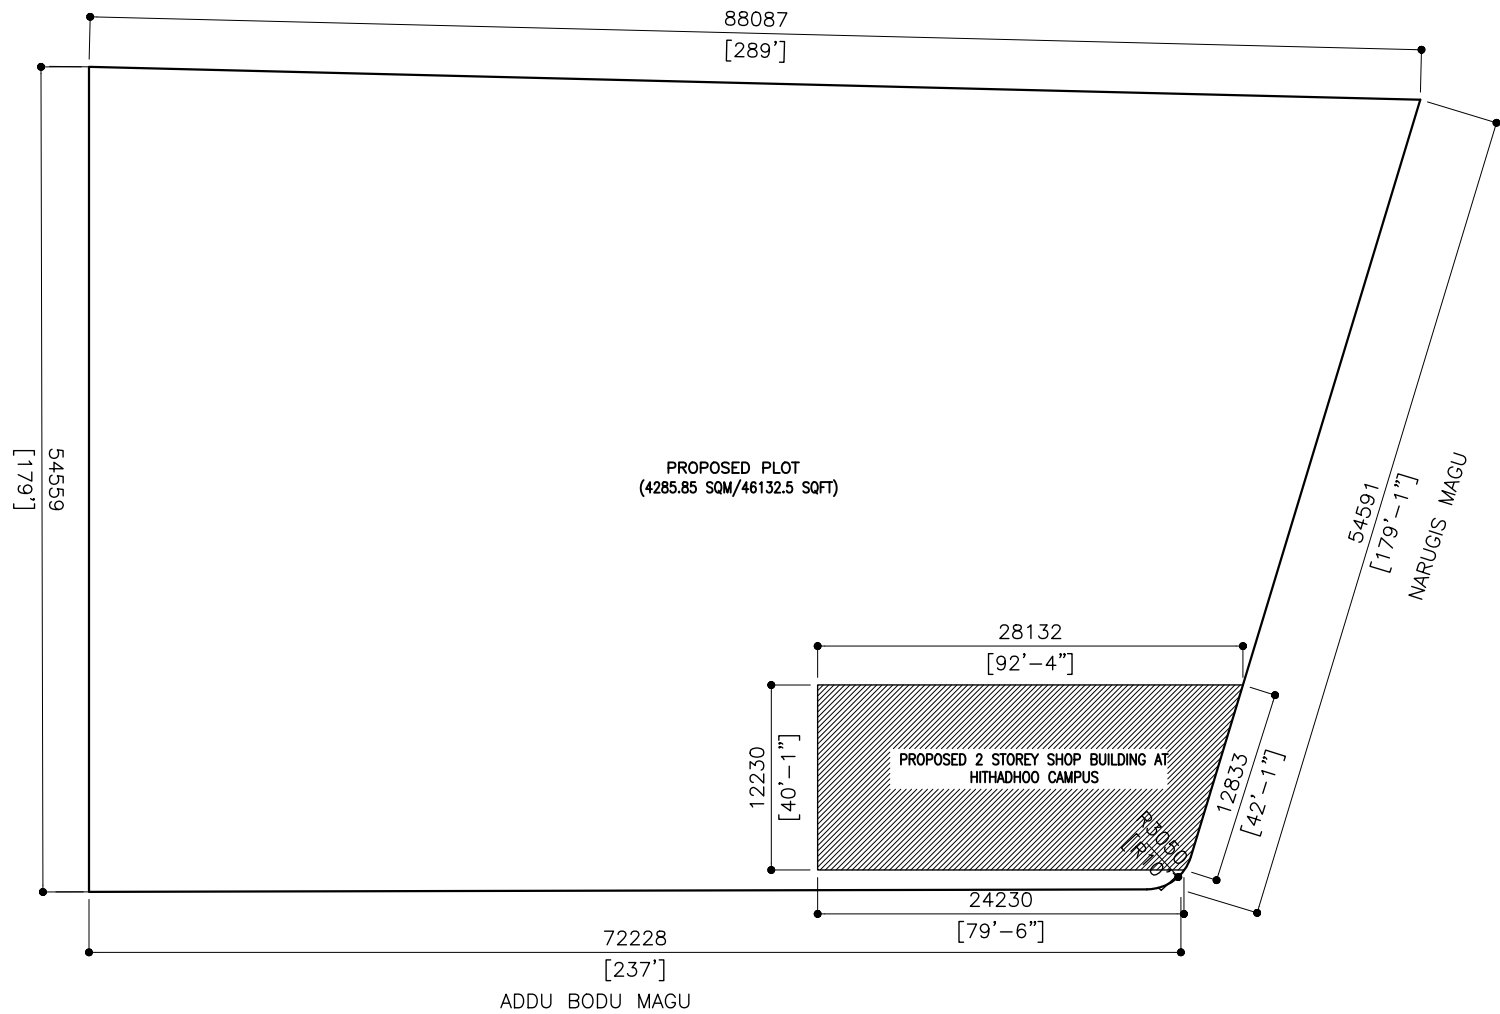 88087
[289']
54559
[179']
PROPOSED PLOT
(4285.85 SQM/46132.5 SQFT)
54591
[179'-1"]
NARUGIS MAGU
28132
[92'-4"]
12230
[40'-1"]
PROPOSED 2 STOREY SHOP BUILDING AT
HITHADHOO CAMPUS
12833
[42'-1"]
R3050
[R10']
24230
[79'-6"]
72228
[237']
ADDU BODU MAGU